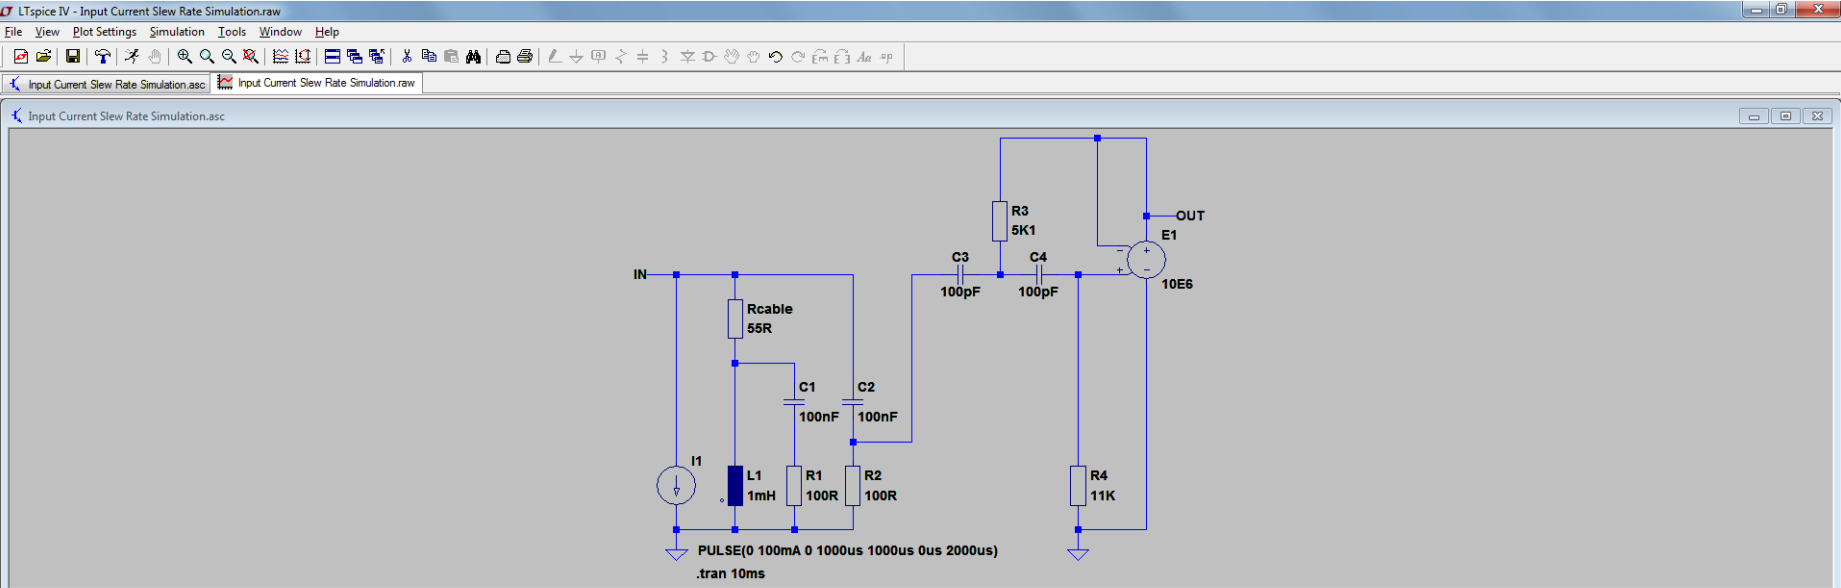 LTspice IV - Input Current Slew Rate Simulation.raw
File View Plot Settings Simulation Tools Window Help
Input Current Slew Rate Simulation.asc
Input Current Slew Rate Simulation.raw
Input Current Slew Rate Simulation.asc
R3
5K1
OUT
E1
10E6
C3
100pF
C4
100pF
IN
Rcable
55R
C1
100nF
C2
100nF
I1
L1
1mH
R1
100R
R2
100R
R4
11K
PULSE(0 100mA 0 1000us 1000us 0us 2000us)
.tran 10ms